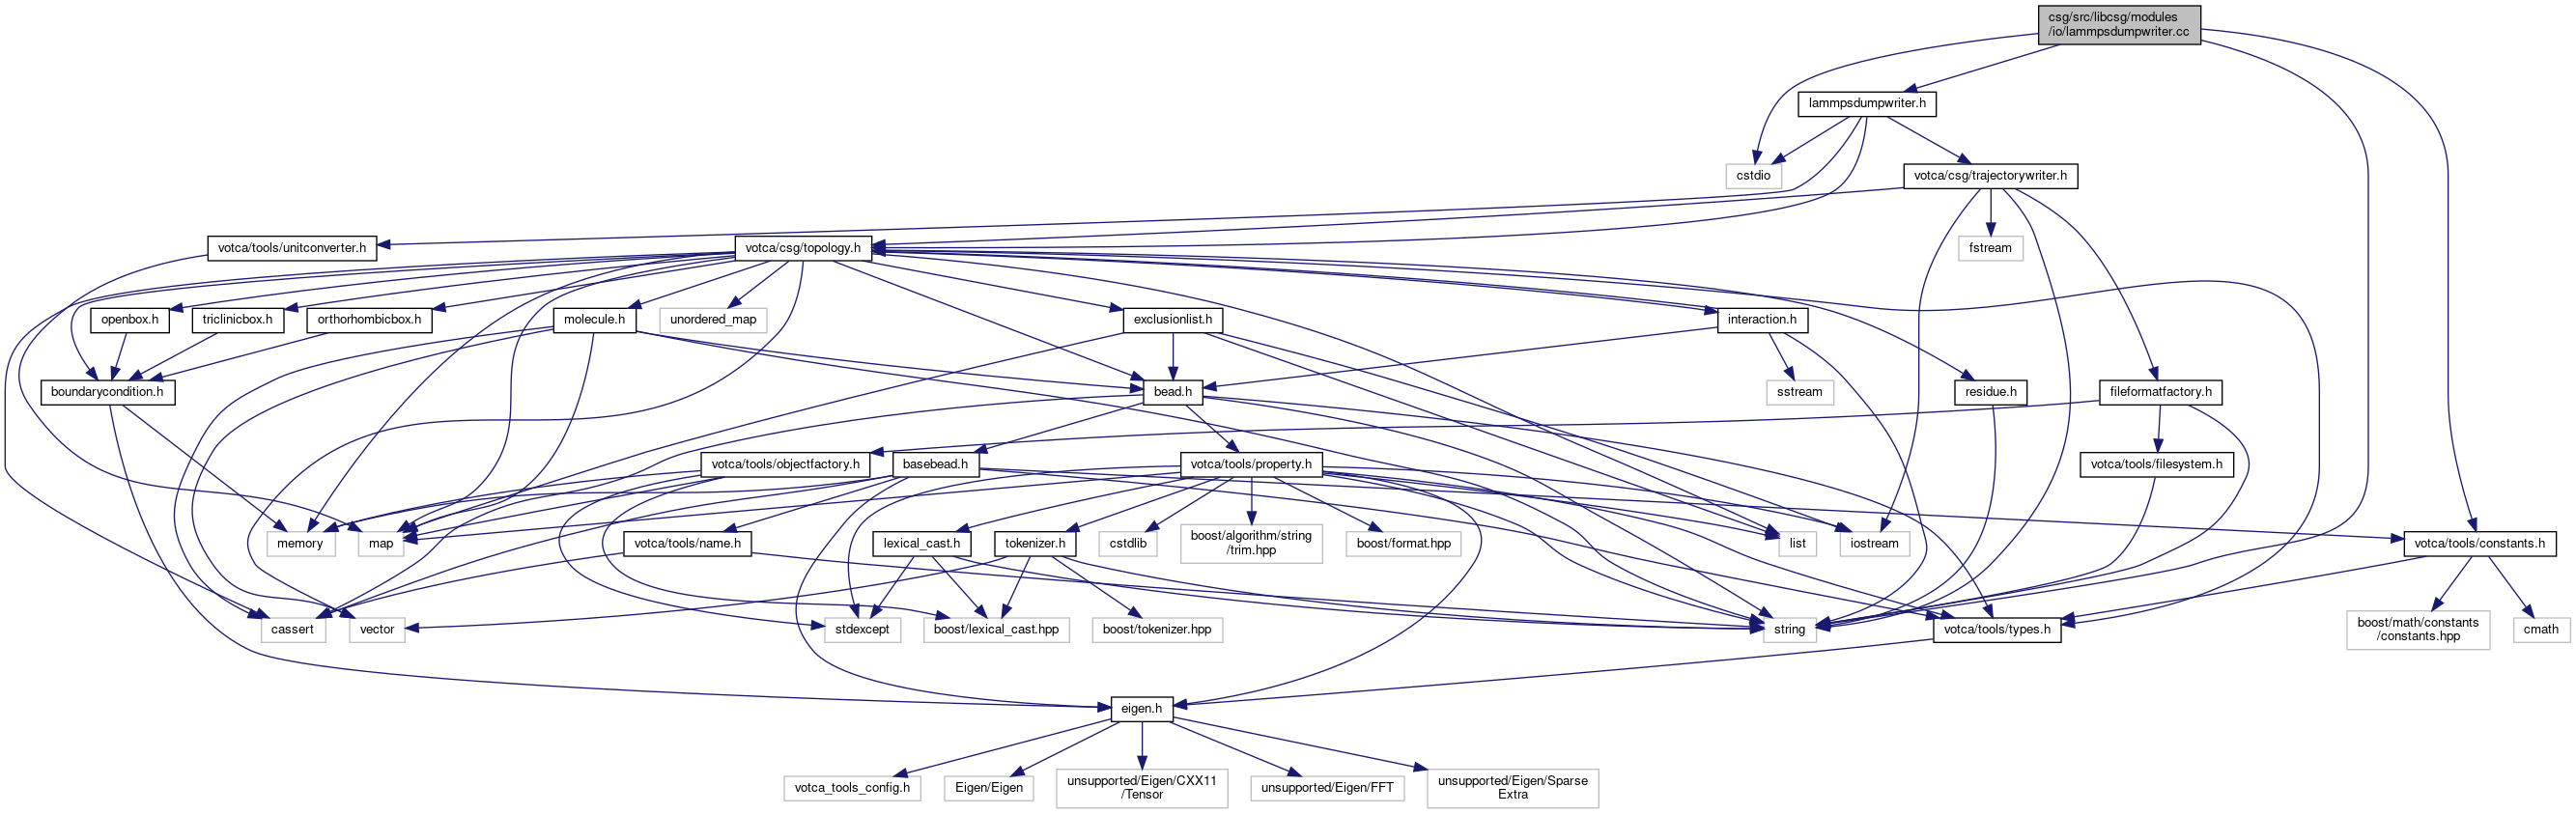 csg/src/libcsg/modules
/io/lammpsdumpwriter.cc
lammpsdumpwriter.h
cstdio
votca/csg/trajectorywriter.h
votca/tools/unitconverter.h
votca/csg/topology.h
fstream
openbox.h
triclinicbox.h
orthorhombicbox.h
molecule.h
unordered_map
exclusionlist.h
interaction.h
boundarycondition.h
bead.h
sstream
residue.h
fileformatfactory.h
votca/tools/objectfactory.h
basebead.h
votca/tools/property.h
votca/tools/filesystem.h
memory
map
votca/tools/name.h
lexical_cast.h
tokenizer.h
cstdlib
boost/algorithm/string
/trim.hpp
boost/format.hpp
list
iostream
votca/tools/constants.h
cassert
vector
stdexcept
boost/lexical_cast.hpp
boost/tokenizer.hpp
string
votca/tools/types.h
boost/math/constants
/constants.hpp
cmath
eigen.h
votca_tools_config.h
Eigen/Eigen
unsupported/Eigen/CXX11
/Tensor
unsupported/Eigen/FFT
unsupported/Eigen/Sparse
Extra